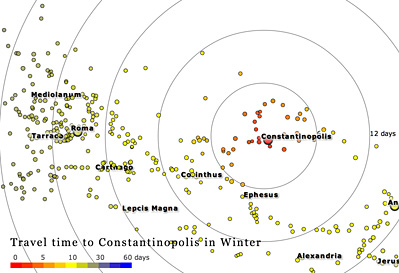 Mediolanum
Roma
Tarraco
Constantinopolis
12 days
Carthago
Corinthus
Ephesus
An
Lepcis Magna
Travel time to Constantinopolis in Winter
Alexandria
Jerus
0 5 10 15 30 60 days